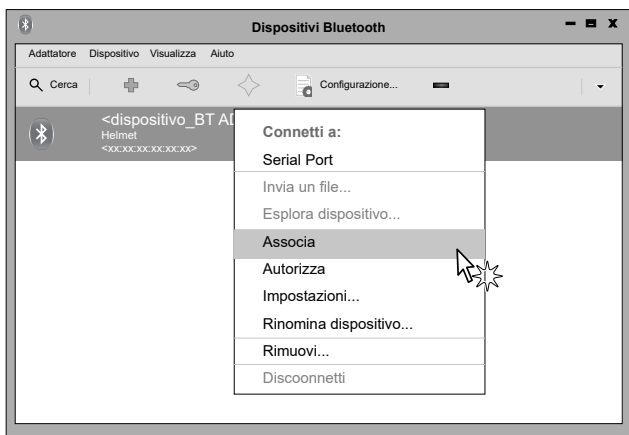 Dispositivi Bluetooth
Adattatore Dispositivo Visualizza Aiuto
Cerca Configurazione...
<dispositivo_BT AD
Helmet
<xx:xx:xx:xx:xx:xx>
Connetti a:
Serial Port
Invia un file...
Esplora dispositivo...
Associa
Autorizza
Impostazioni...
Rinomina dispositivo...
Rimuovi...
Discoonnetti